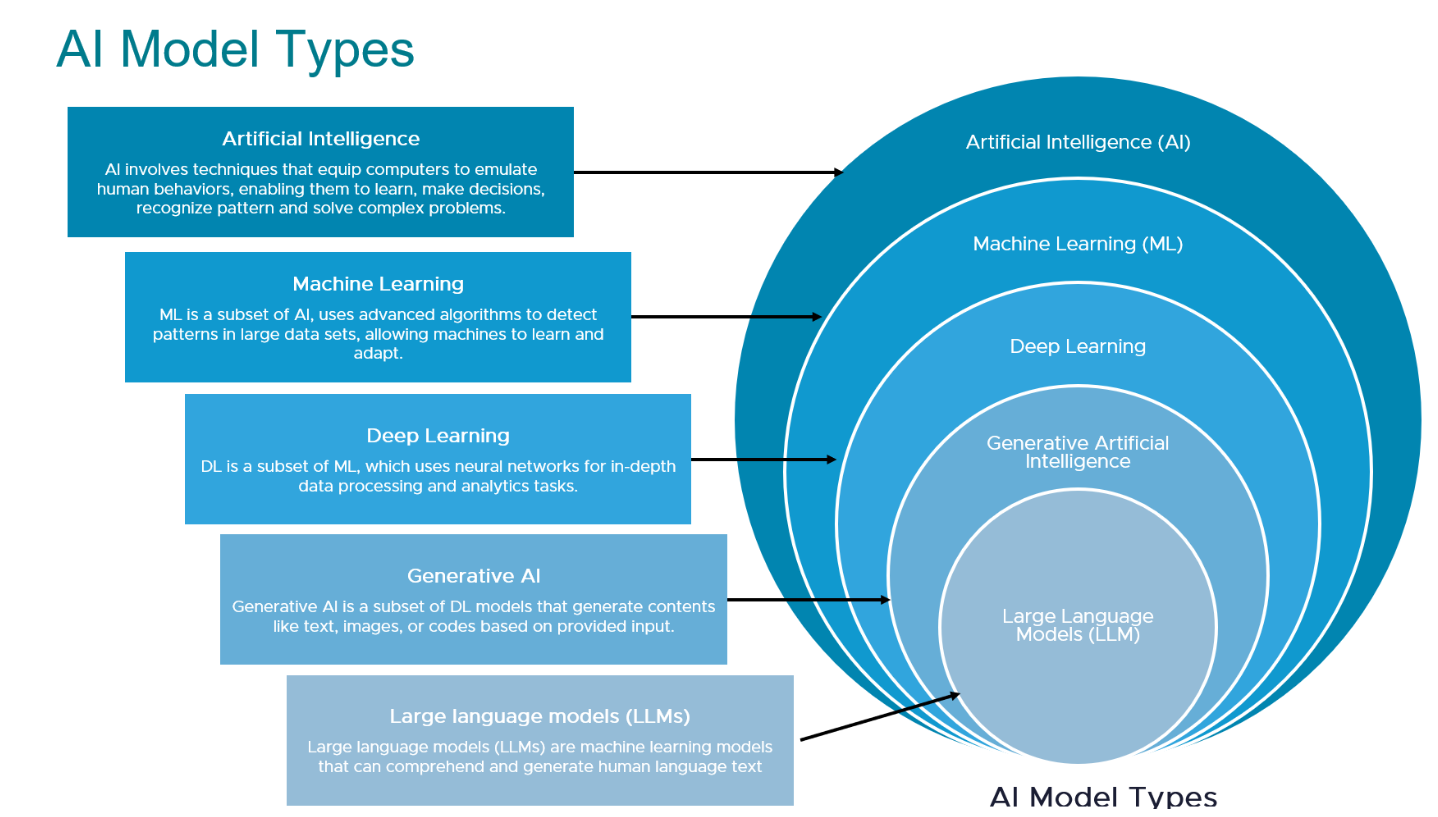 AI Model Types
Artificial Intelligence
AI involves techniques that equip computers to emulate
human behaviors, enabling them to learn, make decisions,
recognize pattern and solve complex problems.
Machine Learning
ML is a subset of AI, uses advanced algorithms to detect
patterns in large data sets, allowing machines to learn and
adapt.
Deep Learning
DL is a subset of ML, which uses neural networks for in-depth
data processing and analytics tasks.
Generative AI
Generative AI is a subset of DL models that generate contents
like text, images, or codes based on provided input.
Large language models (LLMs)
Large language models (LLMs) are machine learning models
that can comprehend and generate human language text
Artificial Intelligence (AI)
Machine Learning (ML)
Deep Learning
Generative Artificial
Intelligence
Large Language
Models (LLM)
AI Model Types